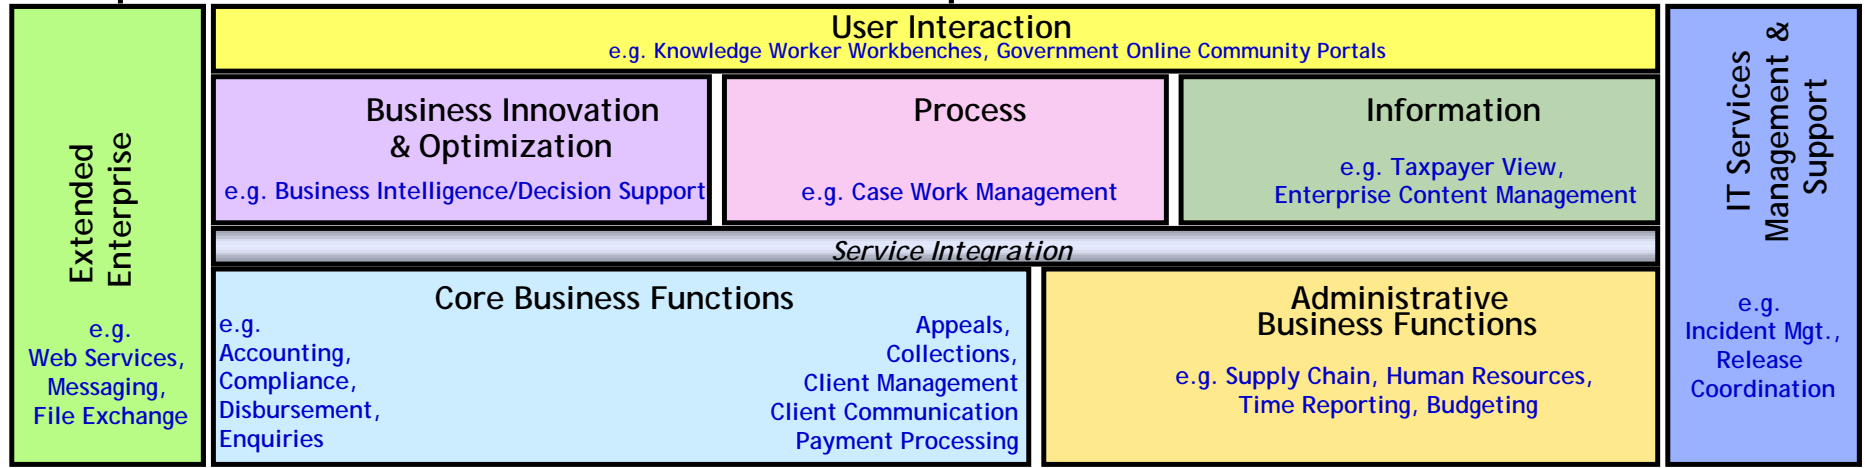 User Interaction
e.g. Knowledge Worker Workbenches, Government Online Community Portals
Extended
Enterprise
e.g.
Web Services,
Messaging,
File Exchange
Business Innovation
& Optimization
e.g. Business Intelligence/Decision Support
Process
e.g. Case Work Management
Information
e.g. Taxpayer View,
Enterprise Content Management
Service Integration
Core Business Functions
e.g.
Accounting,
Compliance,
Disbursement,
Enquiries
Appeals,
Collections,
Client Management
Client Communication
Payment Processing
Administrative
Business Functions
e.g. Supply Chain, Human Resources,
Time Reporting, Budgeting
IT Services
Management &
Support
e.g.
Incident Mgt.,
Release
Coordination